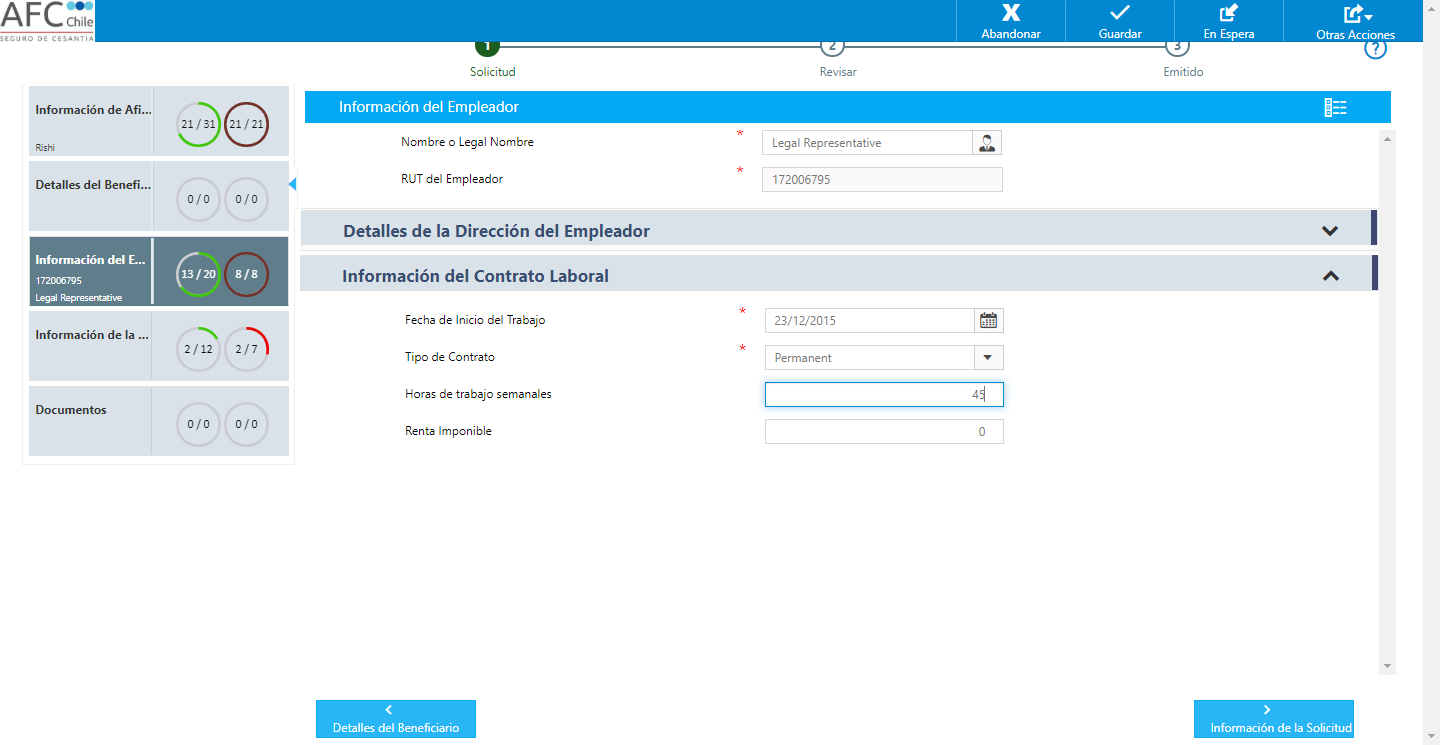 AFC Chile
SEGURO DE CESANTIA
Abandonar
Guardar
En Espera
Otras Acciones
1
2
3
?
Solicitud
Revisar
Emitido
Información de Afi...
21 / 31
21 / 21
Rishi
Detalles del Benefi...
0 / 0
0 / 0
Información del E...
172006795
Legal Representative
13 / 20
8 / 8
Información de la ...
2 / 12
2 / 7
Documentos
0 / 0
0 / 0
Información del Empleador
Nombre o Legal Nombre
*
Legal Representative
RUT del Empleador
*
172006795
Detalles de la Dirección del Empleador
Información del Contrato Laboral
Fecha de Inicio del Trabajo
*
23/12/2015
Tipo de Contrato
*
Permanent
Horas de trabajo semanales
45
Renta Imponible
0
Detalles del Beneficiario
Información de la Solicitud